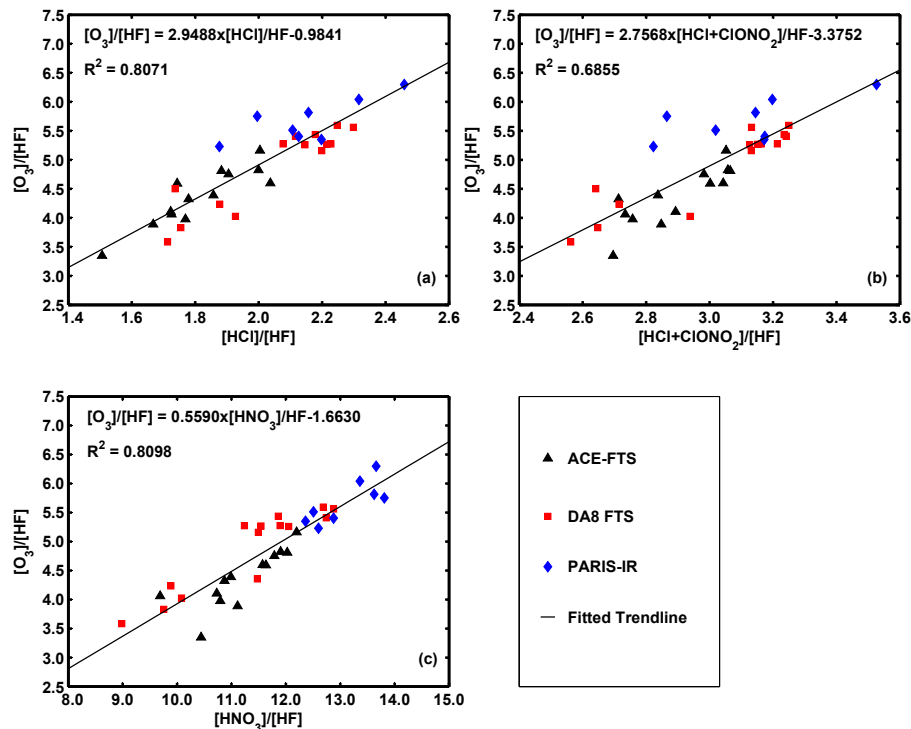 [O3]/[HF] = 2.9488x[HCl]/HF-0.9841
R2 = 0.8071
7.5
7.0
6.5
6.0
5.5
5.0
4.5
4.0
3.5
3.0
2.5
[O3]/[HF]
(a)
1.4 1.6 1.8 2.0 2.2 2.4 2.6
[HCl]/[HF]
[O3]/[HF] = 2.7568x[HCl+ClONO2]/HF-3.3752
R2 = 0.6855
7.5
7.0
6.5
6.0
5.5
5.0
4.5
4.0
3.5
3.0
2.5
[O3]/[HF]
(b)
2.4 2.6 2.8 3.0 3.2 3.4 3.6
[HCl+ClONO2]/[HF]
[O3]/[HF] = 0.5590x[HNO3]/HF-1.6630
R2 = 0.8098
7.5
7.0
6.5
6.0
5.5
5.0
4.5
4.0
3.5
3.0
2.5
[O3]/[HF]
(c)
8.0 9.0 10.0 11.0 12.0 13.0 14.0 15.0
[HNO3]/[HF]
ACE-FTS
DA8 FTS
PARIS-IR
Fitted Trendline